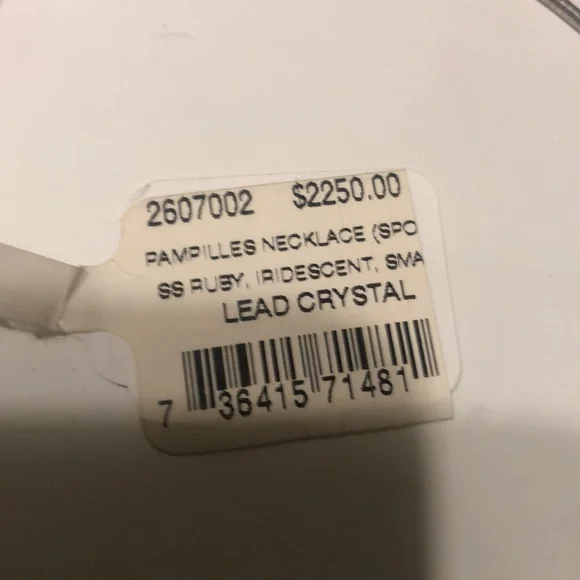 2607002 $2250.00
PAMPILLES NECKLACE (SPO
SS RUBY, IRIDESCENT, SMA
LEAD CRYSTAL
7 36415 71481